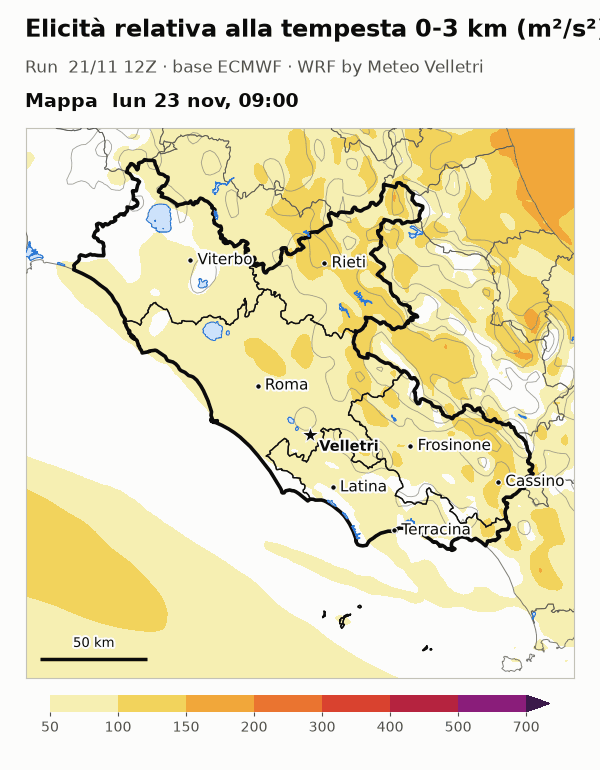 Elicità relativa alla tempesta 0-3 km (m²/s²)
Run 21/11 12Z · base ECMWF · WRF by Meteo Velletri
Mappa lun 23 nov, 09:00
Viterbo
Rieti
Roma
Velletri
Frosinone
Latina
Cassino
Terracina
50 km
50 100 150 200 300 400 500 700